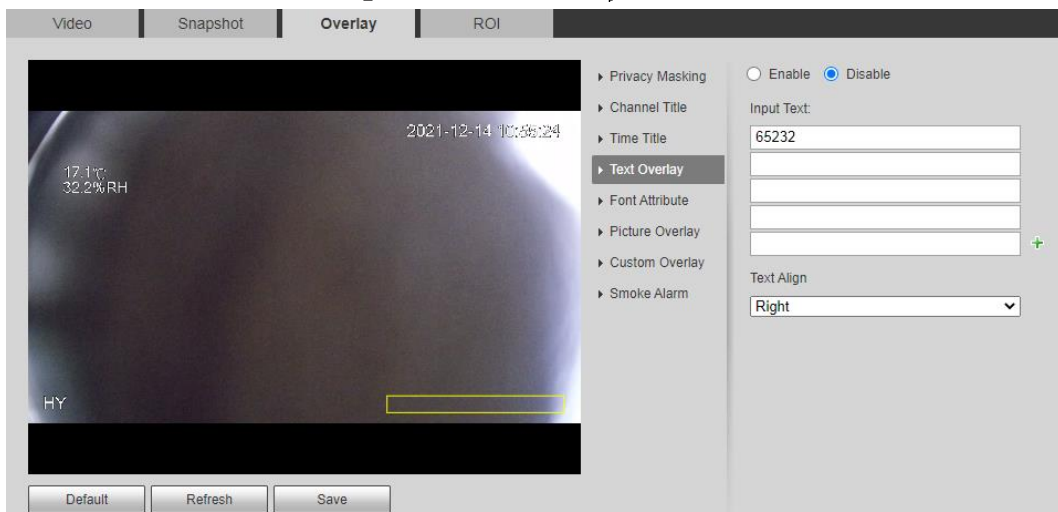 Video Snapshot Overlay ROI
2021-12-14 10:55:24
17.1℃
32.2%RH
HY
Privacy Masking
Channel Title
Time Title
Text Overlay
Font Attribute
Picture Overlay
Custom Overlay
Smoke Alarm
Enable Disable
Input Text:
65232
Text Align
Right
Default Refresh Save